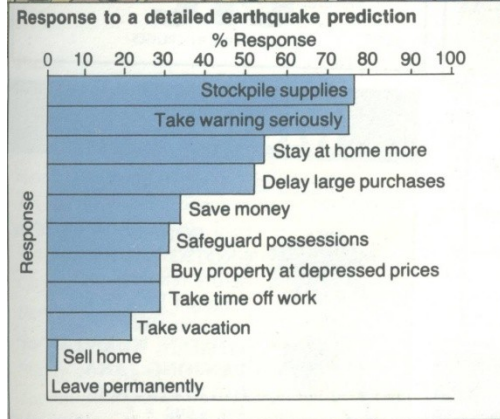 Response to a detailed earthquake prediction
% Response
0 10 20 30 40 50 60 70 80 90 100
Response
Stockpile supplies
Take warning seriously
Stay at home more
Delay large purchases
Save money
Safeguard possessions
Buy property at depressed prices
Take time off work
Take vacation
Sell home
Leave permanently